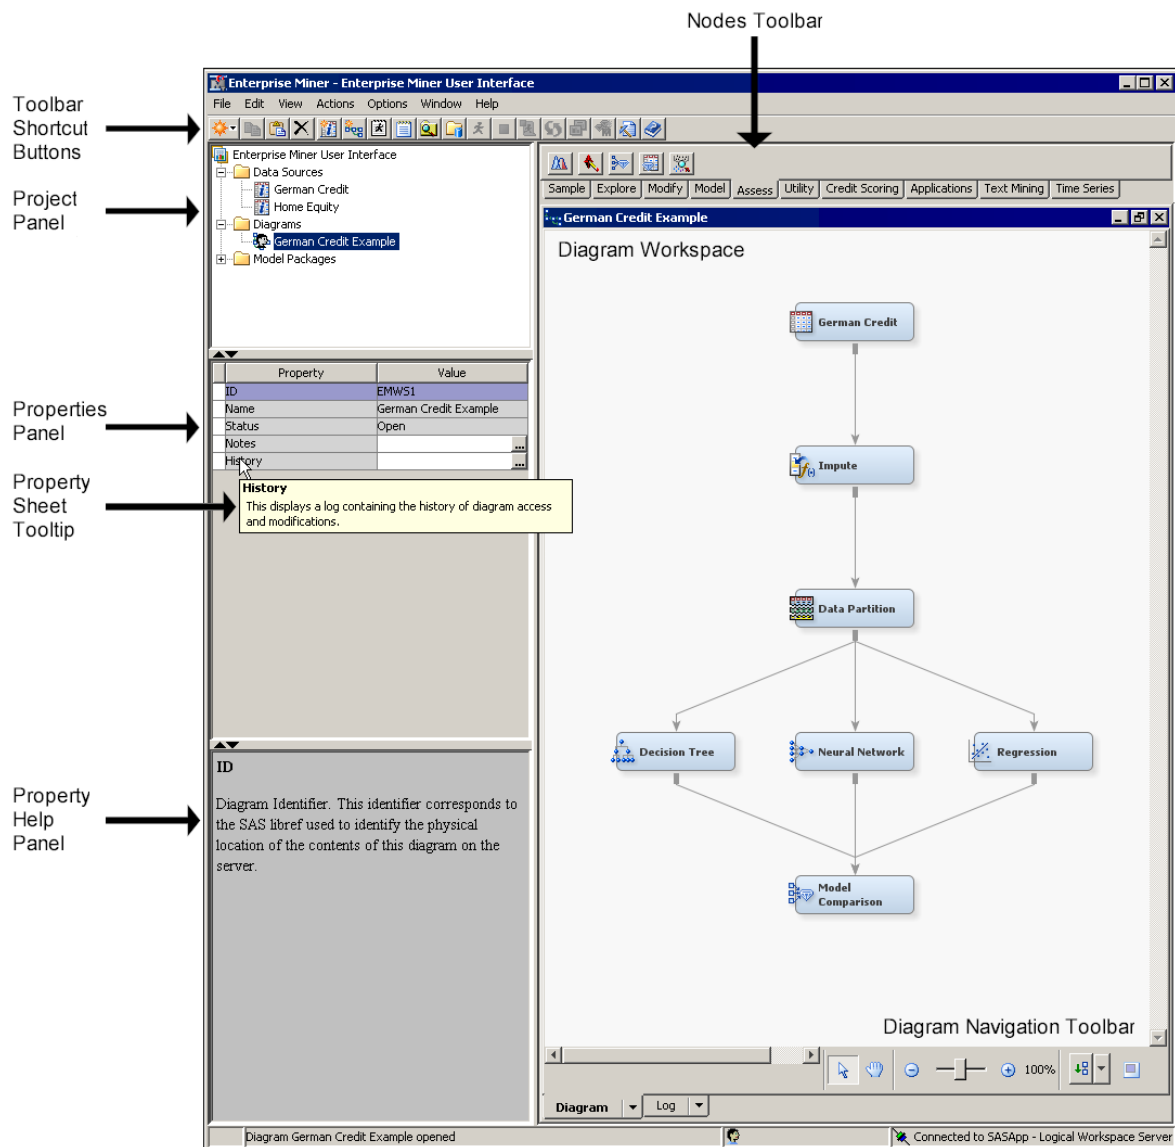 Nodes Toolbar
Toolbar
Shortcut
Buttons
Project
Panel
Properties
Panel
Property
Sheet
Tooltip
Property
Help
Panel
Enterprise Miner - Enterprise Miner User Interface
File Edit View Actions Options Window Help
Enterprise Miner User Interface
Data Sources
German Credit
Home Equity
Diagrams
German Credit Example
Model Packages
Property Value
ID EMWS1
Name German Credit Example
Status Open
Notes ...
History ...
History
This displays a log containing the history of diagram access
and modifications.
ID
Diagram Identifier. This identifier corresponds to
the SAS libref used to identify the physical
location of the contents of this diagram on the
server.
Sample Explore Modify Model Assess Utility Credit Scoring Applications Text Mining Time Series
German Credit Example
Diagram Workspace
German Credit
Impute
Data Partition
Decision Tree
Neural Network
Regression
Model
Comparison
Diagram Navigation Toolbar
100%
Diagram Log
Diagram German Credit Example opened
Connected to SASApp - Logical Workspace Server